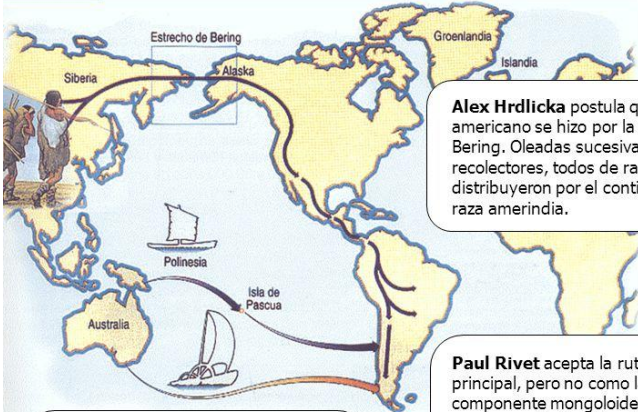 Estrecho de Bering
Groenlandia
Islandia
Siberia
Alaska
Alex Hrdlicka postula q
americano se hizo por la
Bering. Oleadas sucesiva
recolectores, todos de ra
distribuyeron por el conti
raza amerindia.
Polinesia
Isla de
Pascua
Australia
Paul Rivet acepta la rut
principal, pero no como l
componente mongoloide